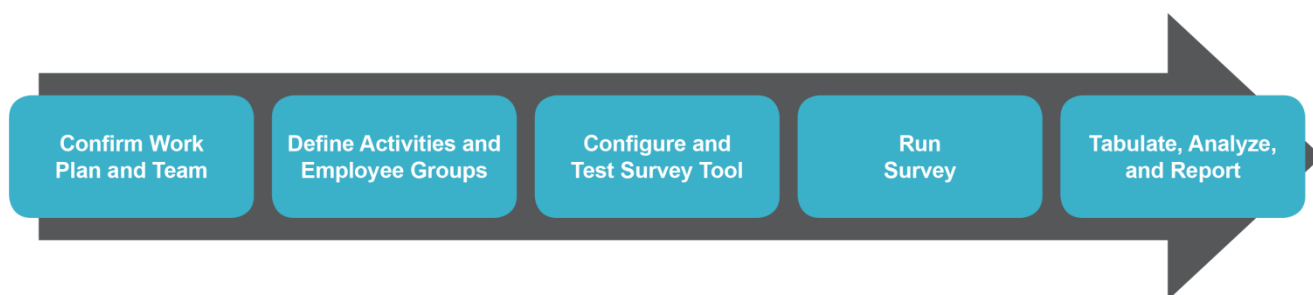 Confirm Work
Plan and Team
Define Activities and
Employee Groups
Configure and
Test Survey Tool
Run
Survey
Tabulate, Analyze,
and Report